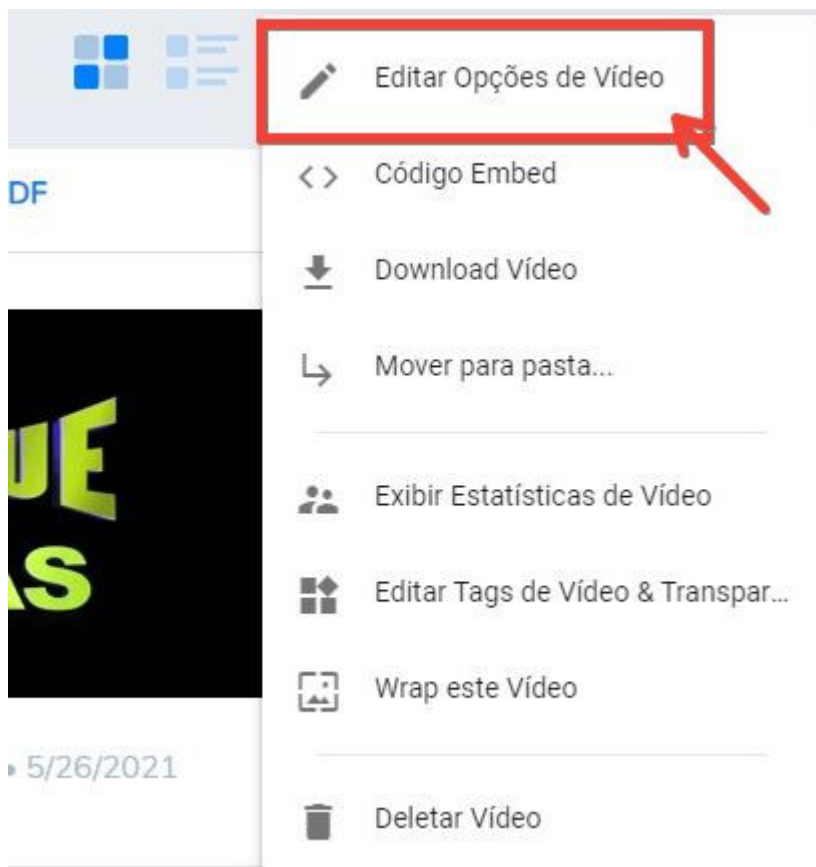 Editar Opções de Vídeo
Código Embed
DF
Download Vídeo
Mover para pasta...
UE
AS
Exibir Estatísticas de Vídeo
Editar Tags de Vídeo & Transpar...
Wrap este Vídeo
• 5/26/2021
Deletar Vídeo